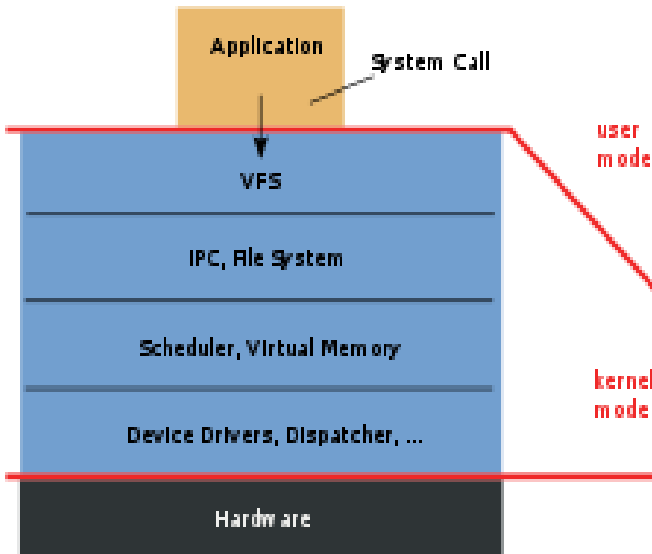 Application
System Call
user
mode
VFS
IPC, File System
Scheduler, Virtual Memory
kernel
mode
Device Drivers, Dispatcher, ...
Hardware